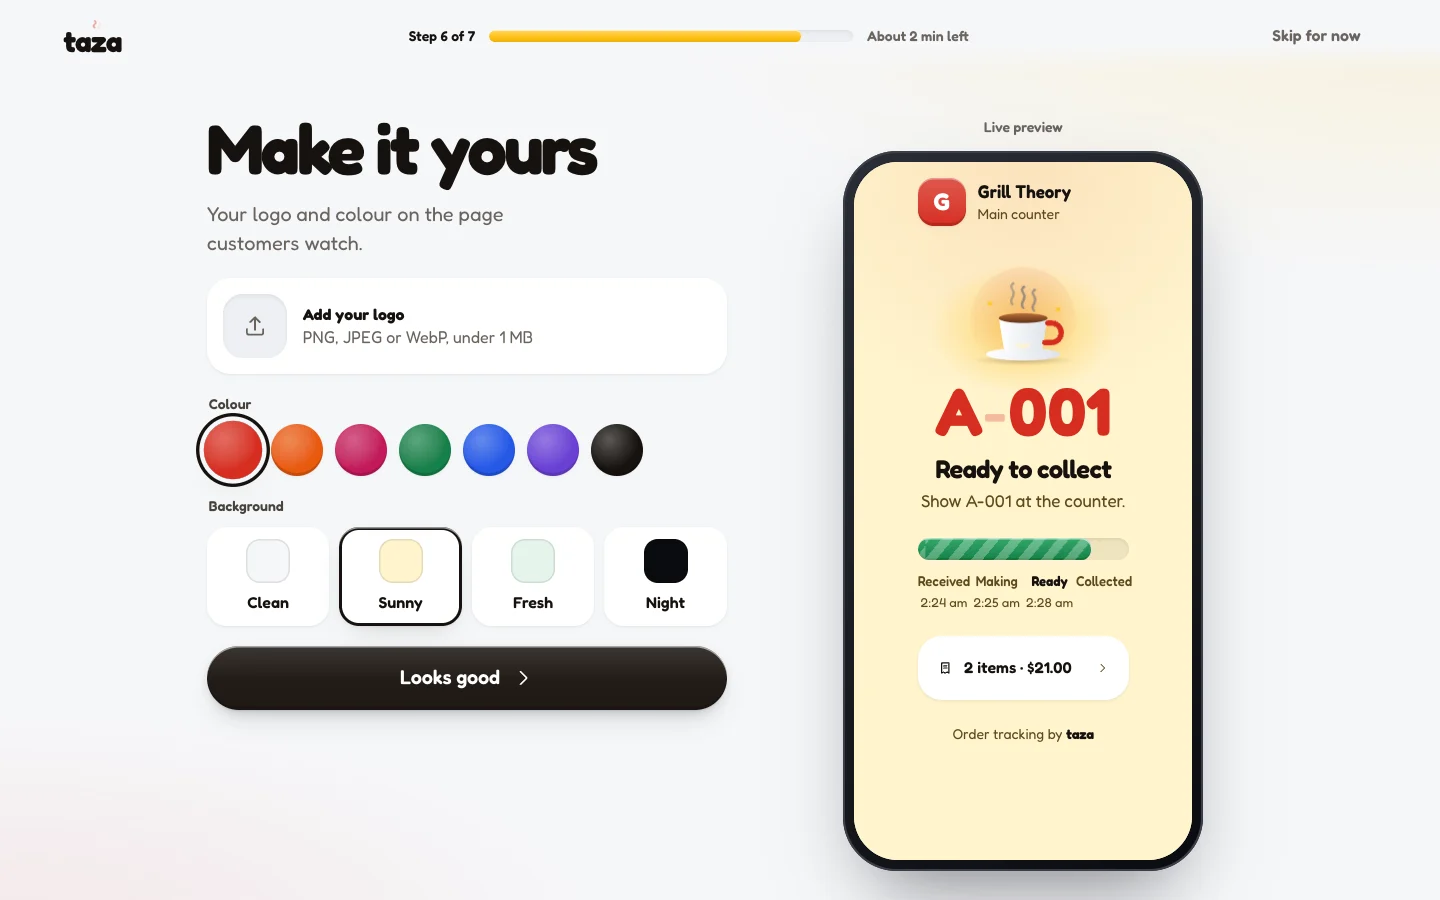 taza
Step 6 of 7
About 2 min left
Skip for now
Make it yours
Your logo and colour on the page
customers watch.
Add your logo
PNG, JPEG or WebP, under 1 MB
Colour
Background
Clean
Sunny
Fresh
Night
Looks good
Live preview
G
Grill Theory
Main counter
A-001
Ready to collect
Show A-001 at the counter.
Received Making Ready Collected
2:24 am 2:25 am 2:28 am
2 items · $21.00
Order tracking by taza